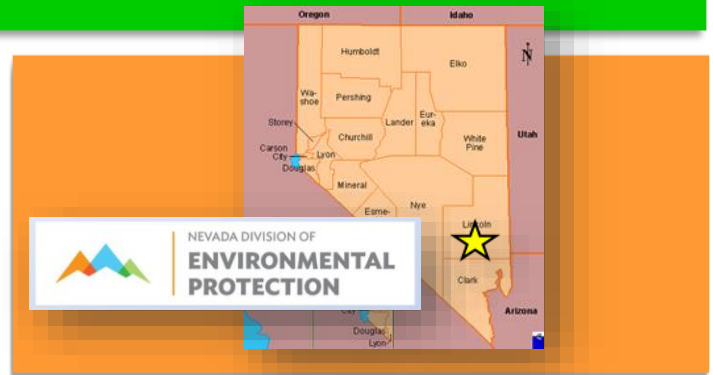 Oregon Idaho
Humboldt
Elko
N
Wa-
shoe
Pershing
Lander
Eur-
eka
Storey
Churchill
White
Pine
Utah
Carson
City
Lyon
Douglas
Mineral
Nye
Esme-
Lincoln
Clark
Arizona
NEVADA DIVISION OF
ENVIRONMENTAL
PROTECTION
City
Douglas
Lyon